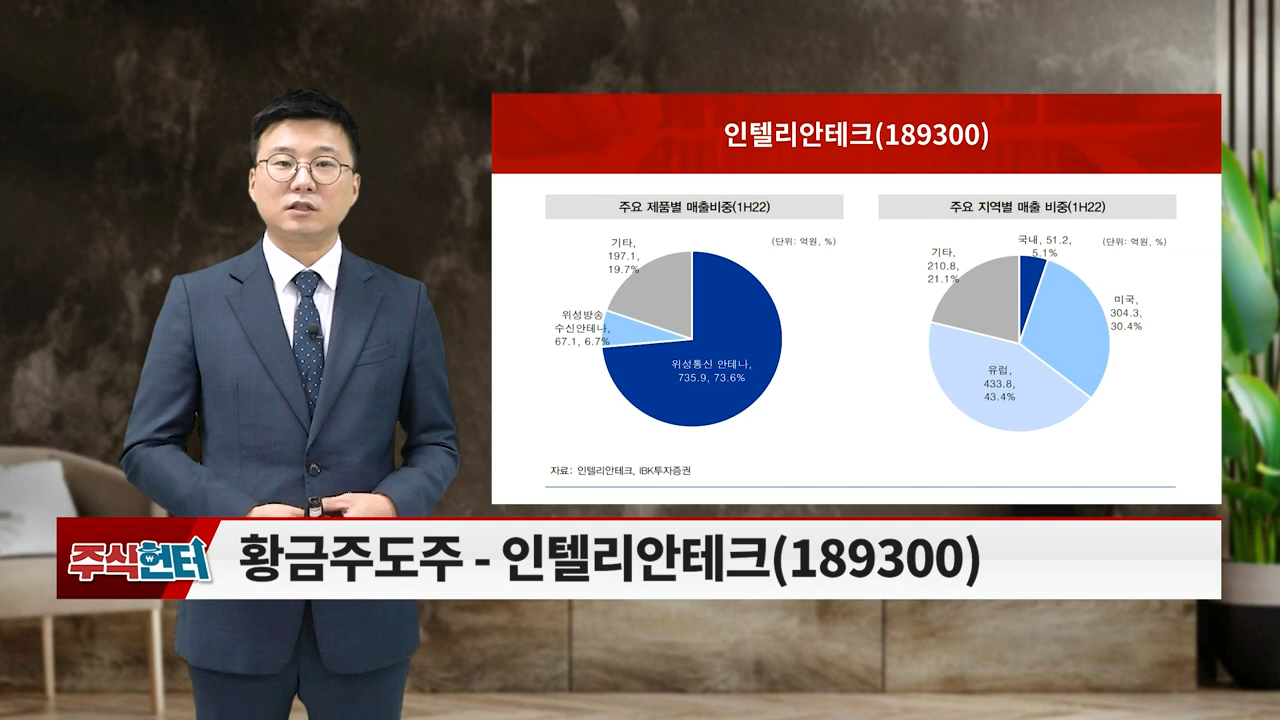 인텔리안테크(189300)
주요 제품별 매출비중(1H22)
(단위: 억원, %)
기타,
197.1,
19.7%
위성방송
수신안테나,
67.1, 6.7%
위성통신 안테나,
735.9, 73.6%
주요 지역별 매출 비중(1H22)
(단위: 억원, %)
국내, 51.2,
5.1%
기타,
210.8,
21.1%
미국,
304.3,
30.4%
유럽,
433.8,
43.4%
자료: 인텔리안테크, IBK투자증권
주식헌터
황금주도주 - 인텔리안테크(189300)